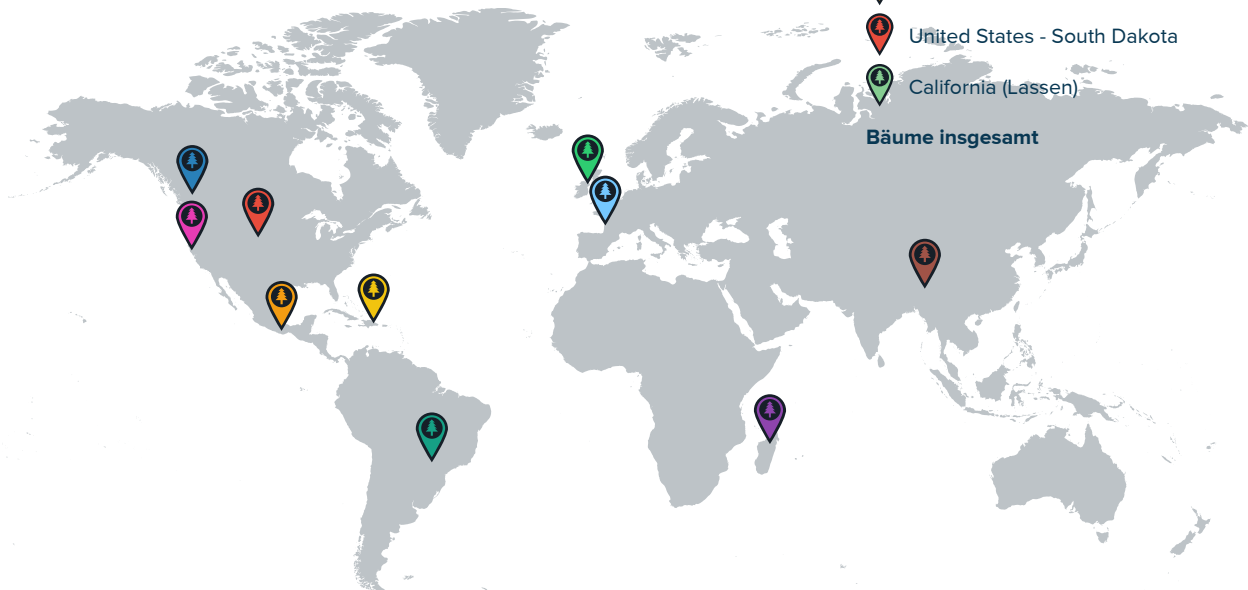 United States - South Dakota
California (Lassen)
Bäume insgesamt